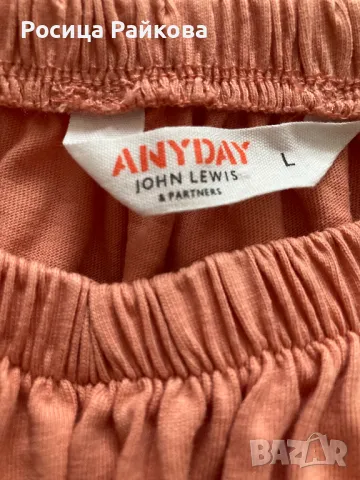 Росица Райкова
ANYDAY
JOHN LEWIS
& PARTNERS
L
BAZAR